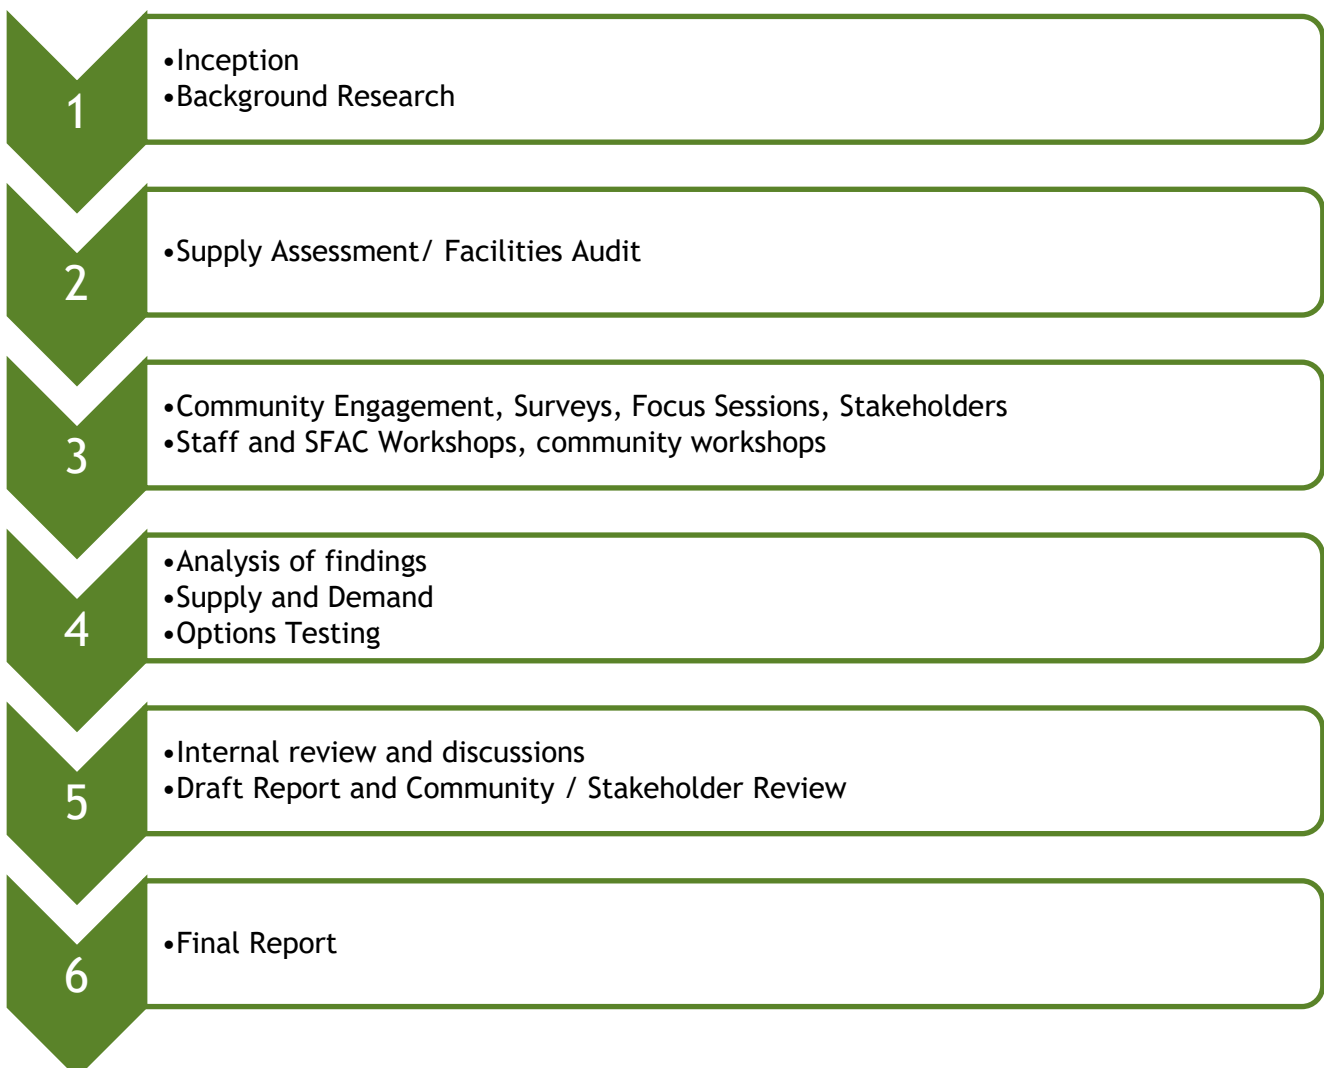 1
•Inception
•Background Research
2
•Supply Assessment/ Facilities Audit
3
•Community Engagement, Surveys, Focus Sessions, Stakeholders
•Staff and SFAC Workshops, community workshops
4
•Analysis of findings
•Supply and Demand
•Options Testing
5
•Internal review and discussions
•Draft Report and Community / Stakeholder Review
6
•Final Report